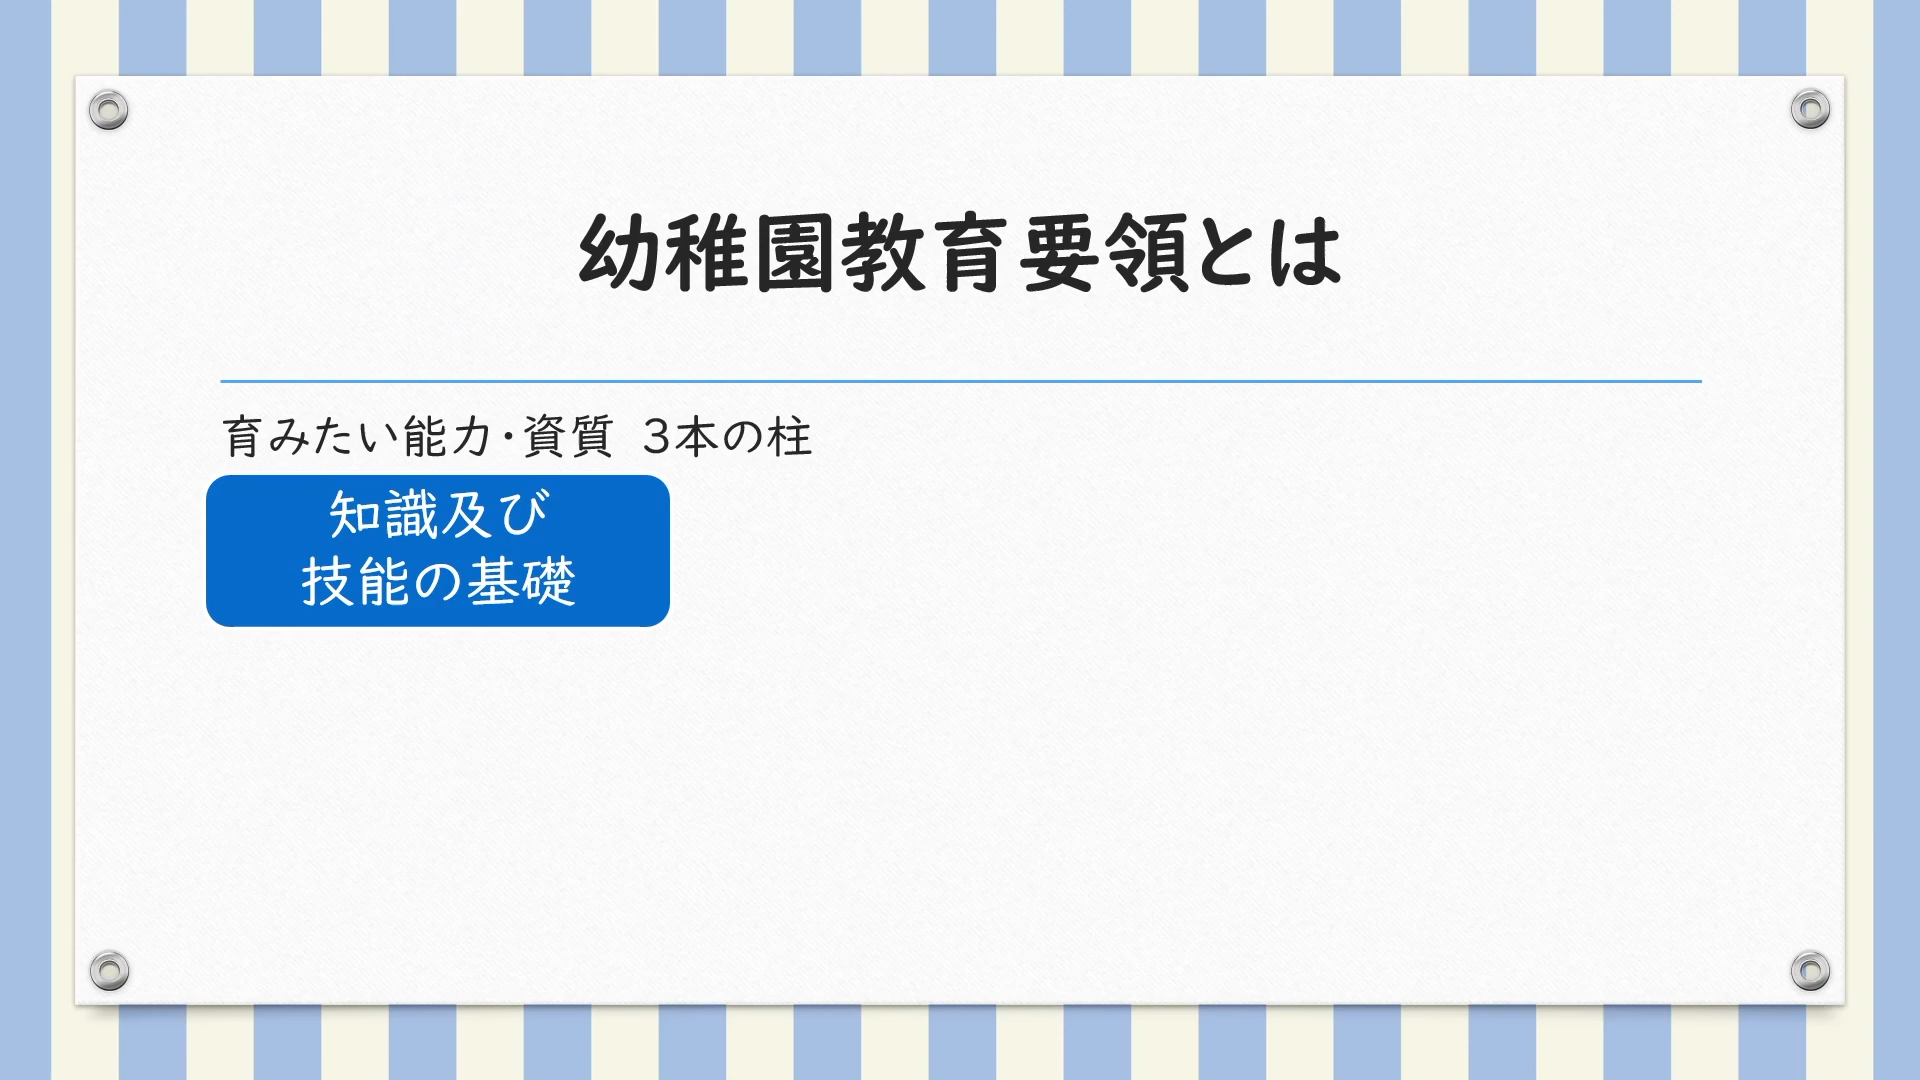 幼稚園教育要領とは
育みたい能力・資質 3本の柱
知識及び
技能の基礎